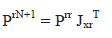 PrN+1 = Prr JxrT